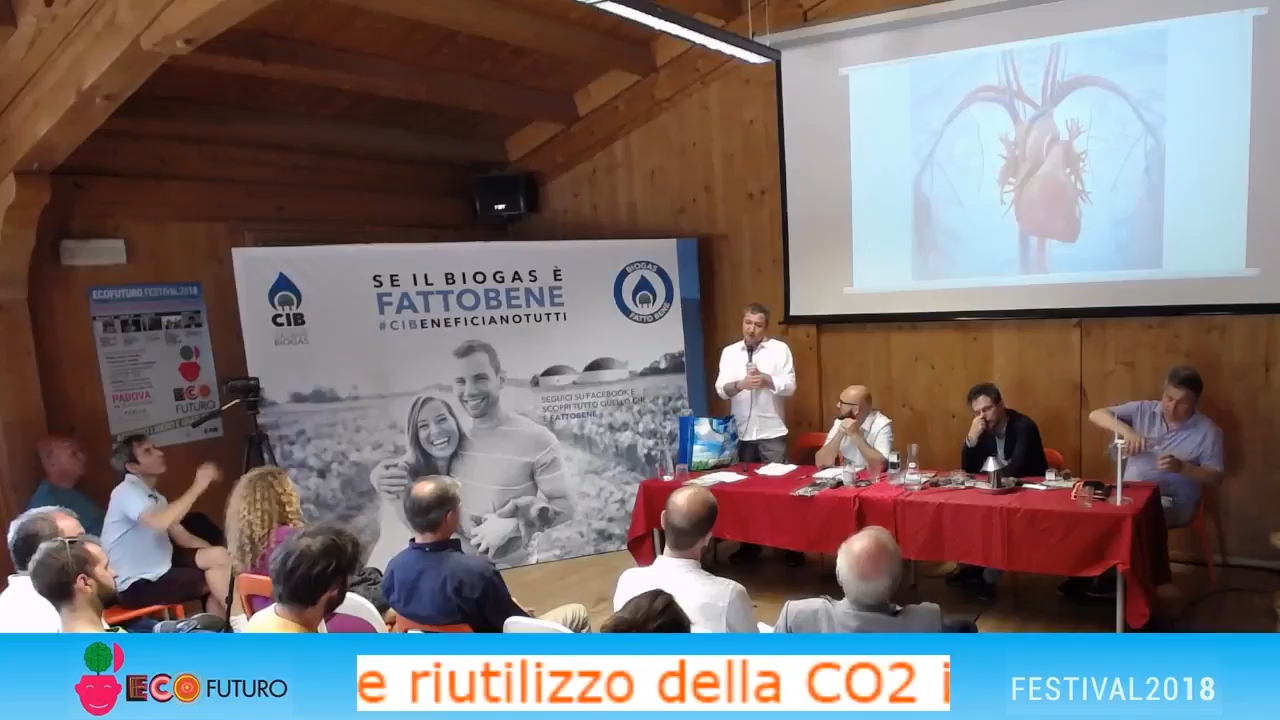 SE IL BIOGAS È
FATTOBENE
#CIBENEFICIANOTUTTI
CIB
BIOGAS
BIOGAS
FATTO BENE
SEGUICI SU FACEBOOK E
SCOPRI TUTTO QUELLO CHE
È FATTOBENE
ECOFUTURO FESTIVAL 2018
PADOVA
ECO
FUTURO
ECO FUTURO
e riutilizzo della CO2 i
FESTIVAL2018